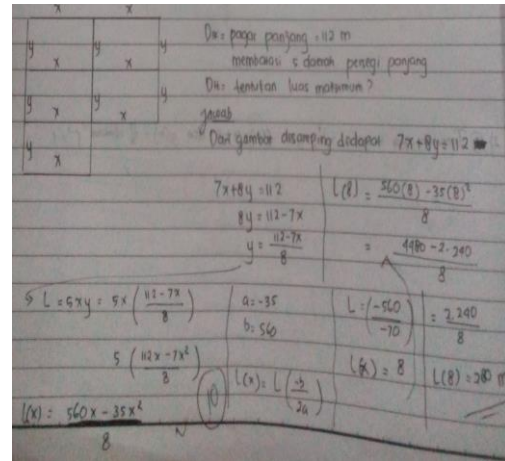 x x
y y y
x x
y y y
x x
y y
x
Dik = pagar panjang = 112 m
membatasi 5 daerah persegi panjang
Dit = tentukan luas maksimum?
jawab
Dari gambar disamping didapat 7x+8y=112
7x+8y=112
8y = 112-7x
y = 112-7x / 8
L(8) = 560(8) - 35(8)² / 8
= 4480 - 2.240 / 8
= 2.240 / 8
L(8) = 280 m
L = 5xy = 5x (112-7x / 8)
5 (112x-7x² / 8)
L(x) = 560x - 35x² / 8
a = -35
b = 560
L(x) = L(-b / 2a)
10
L = (-560 / -70)
L(x) = 8